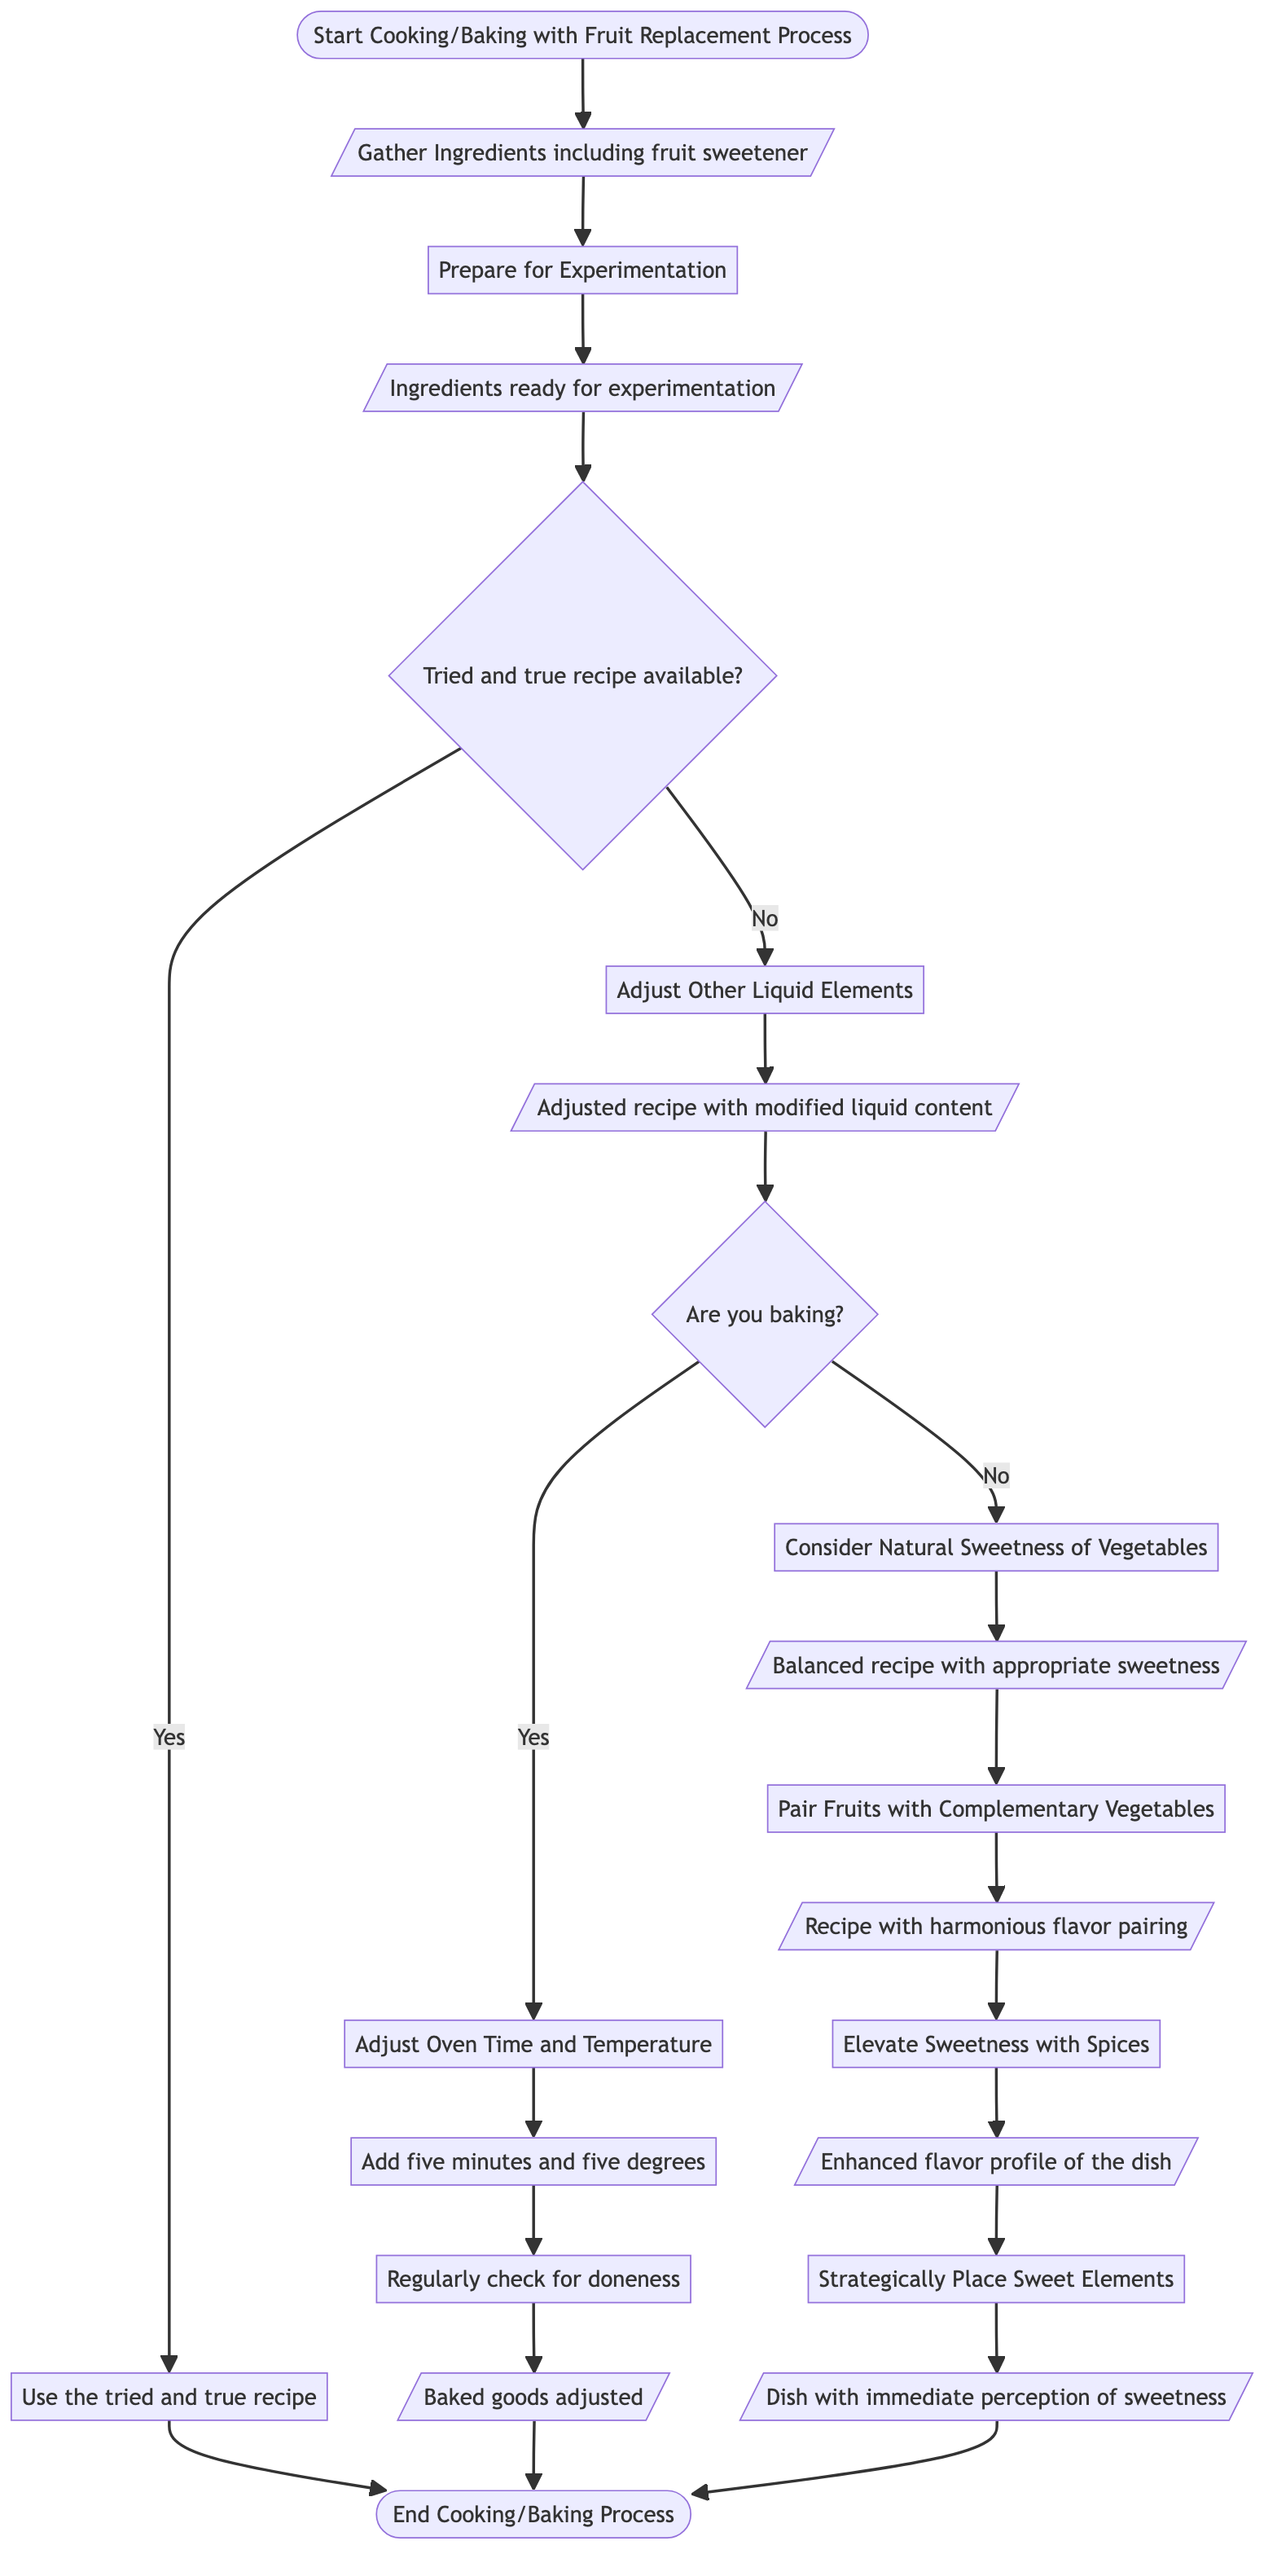 Start Cooking/Baking with Fruit Replacement Process
Gather Ingredients including fruit sweetener
Prepare for Experimentation
Ingredients ready for experimentation
Tried and true recipe available?
No
Adjust Other Liquid Elements
Adjusted recipe with modified liquid content
Are you baking?
No
Consider Natural Sweetness of Vegetables
Balanced recipe with appropriate sweetness
Yes
Yes
Pair Fruits with Complementary Vegetables
Recipe with harmonious flavor pairing
Adjust Oven Time and Temperature
Elevate Sweetness with Spices
Add five minutes and five degrees
Enhanced flavor profile of the dish
Regularly check for doneness
Strategically Place Sweet Elements
Use the tried and true recipe
Baked goods adjusted
Dish with immediate perception of sweetness
End Cooking/Baking Process